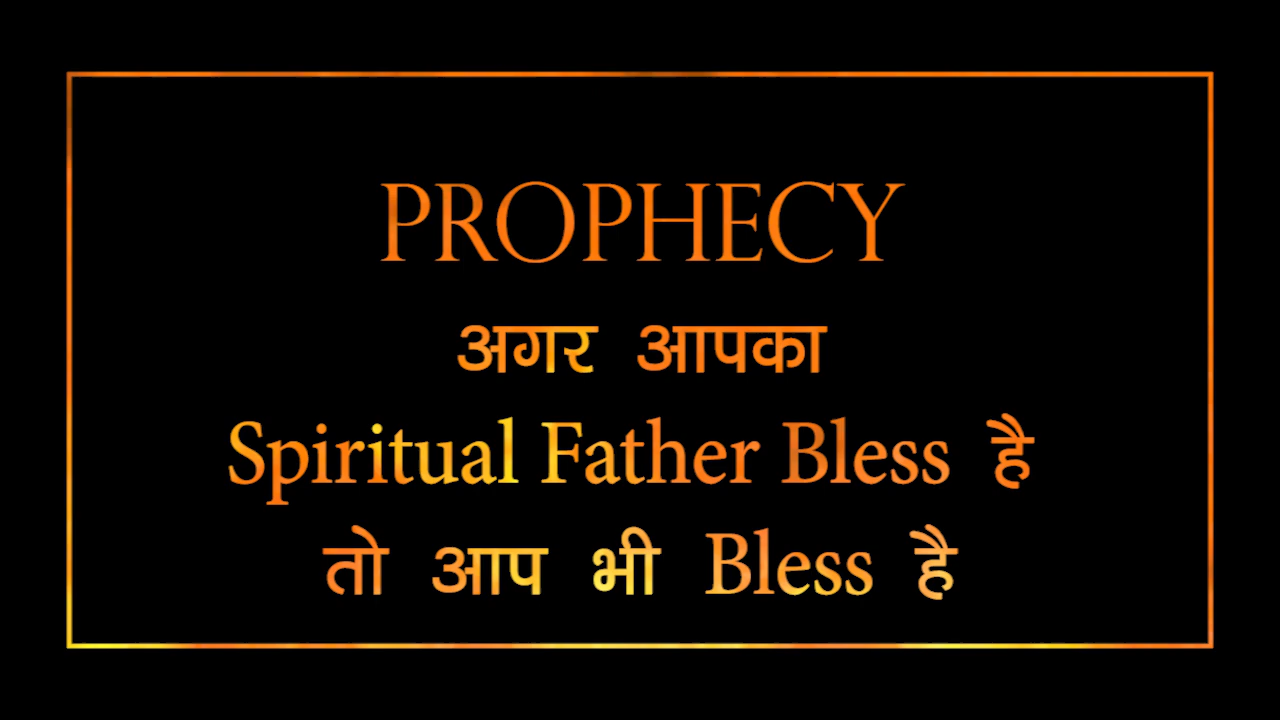 PROPHECY
अगर आपका
Spiritual Father Bless है
तो आप भी Bless है